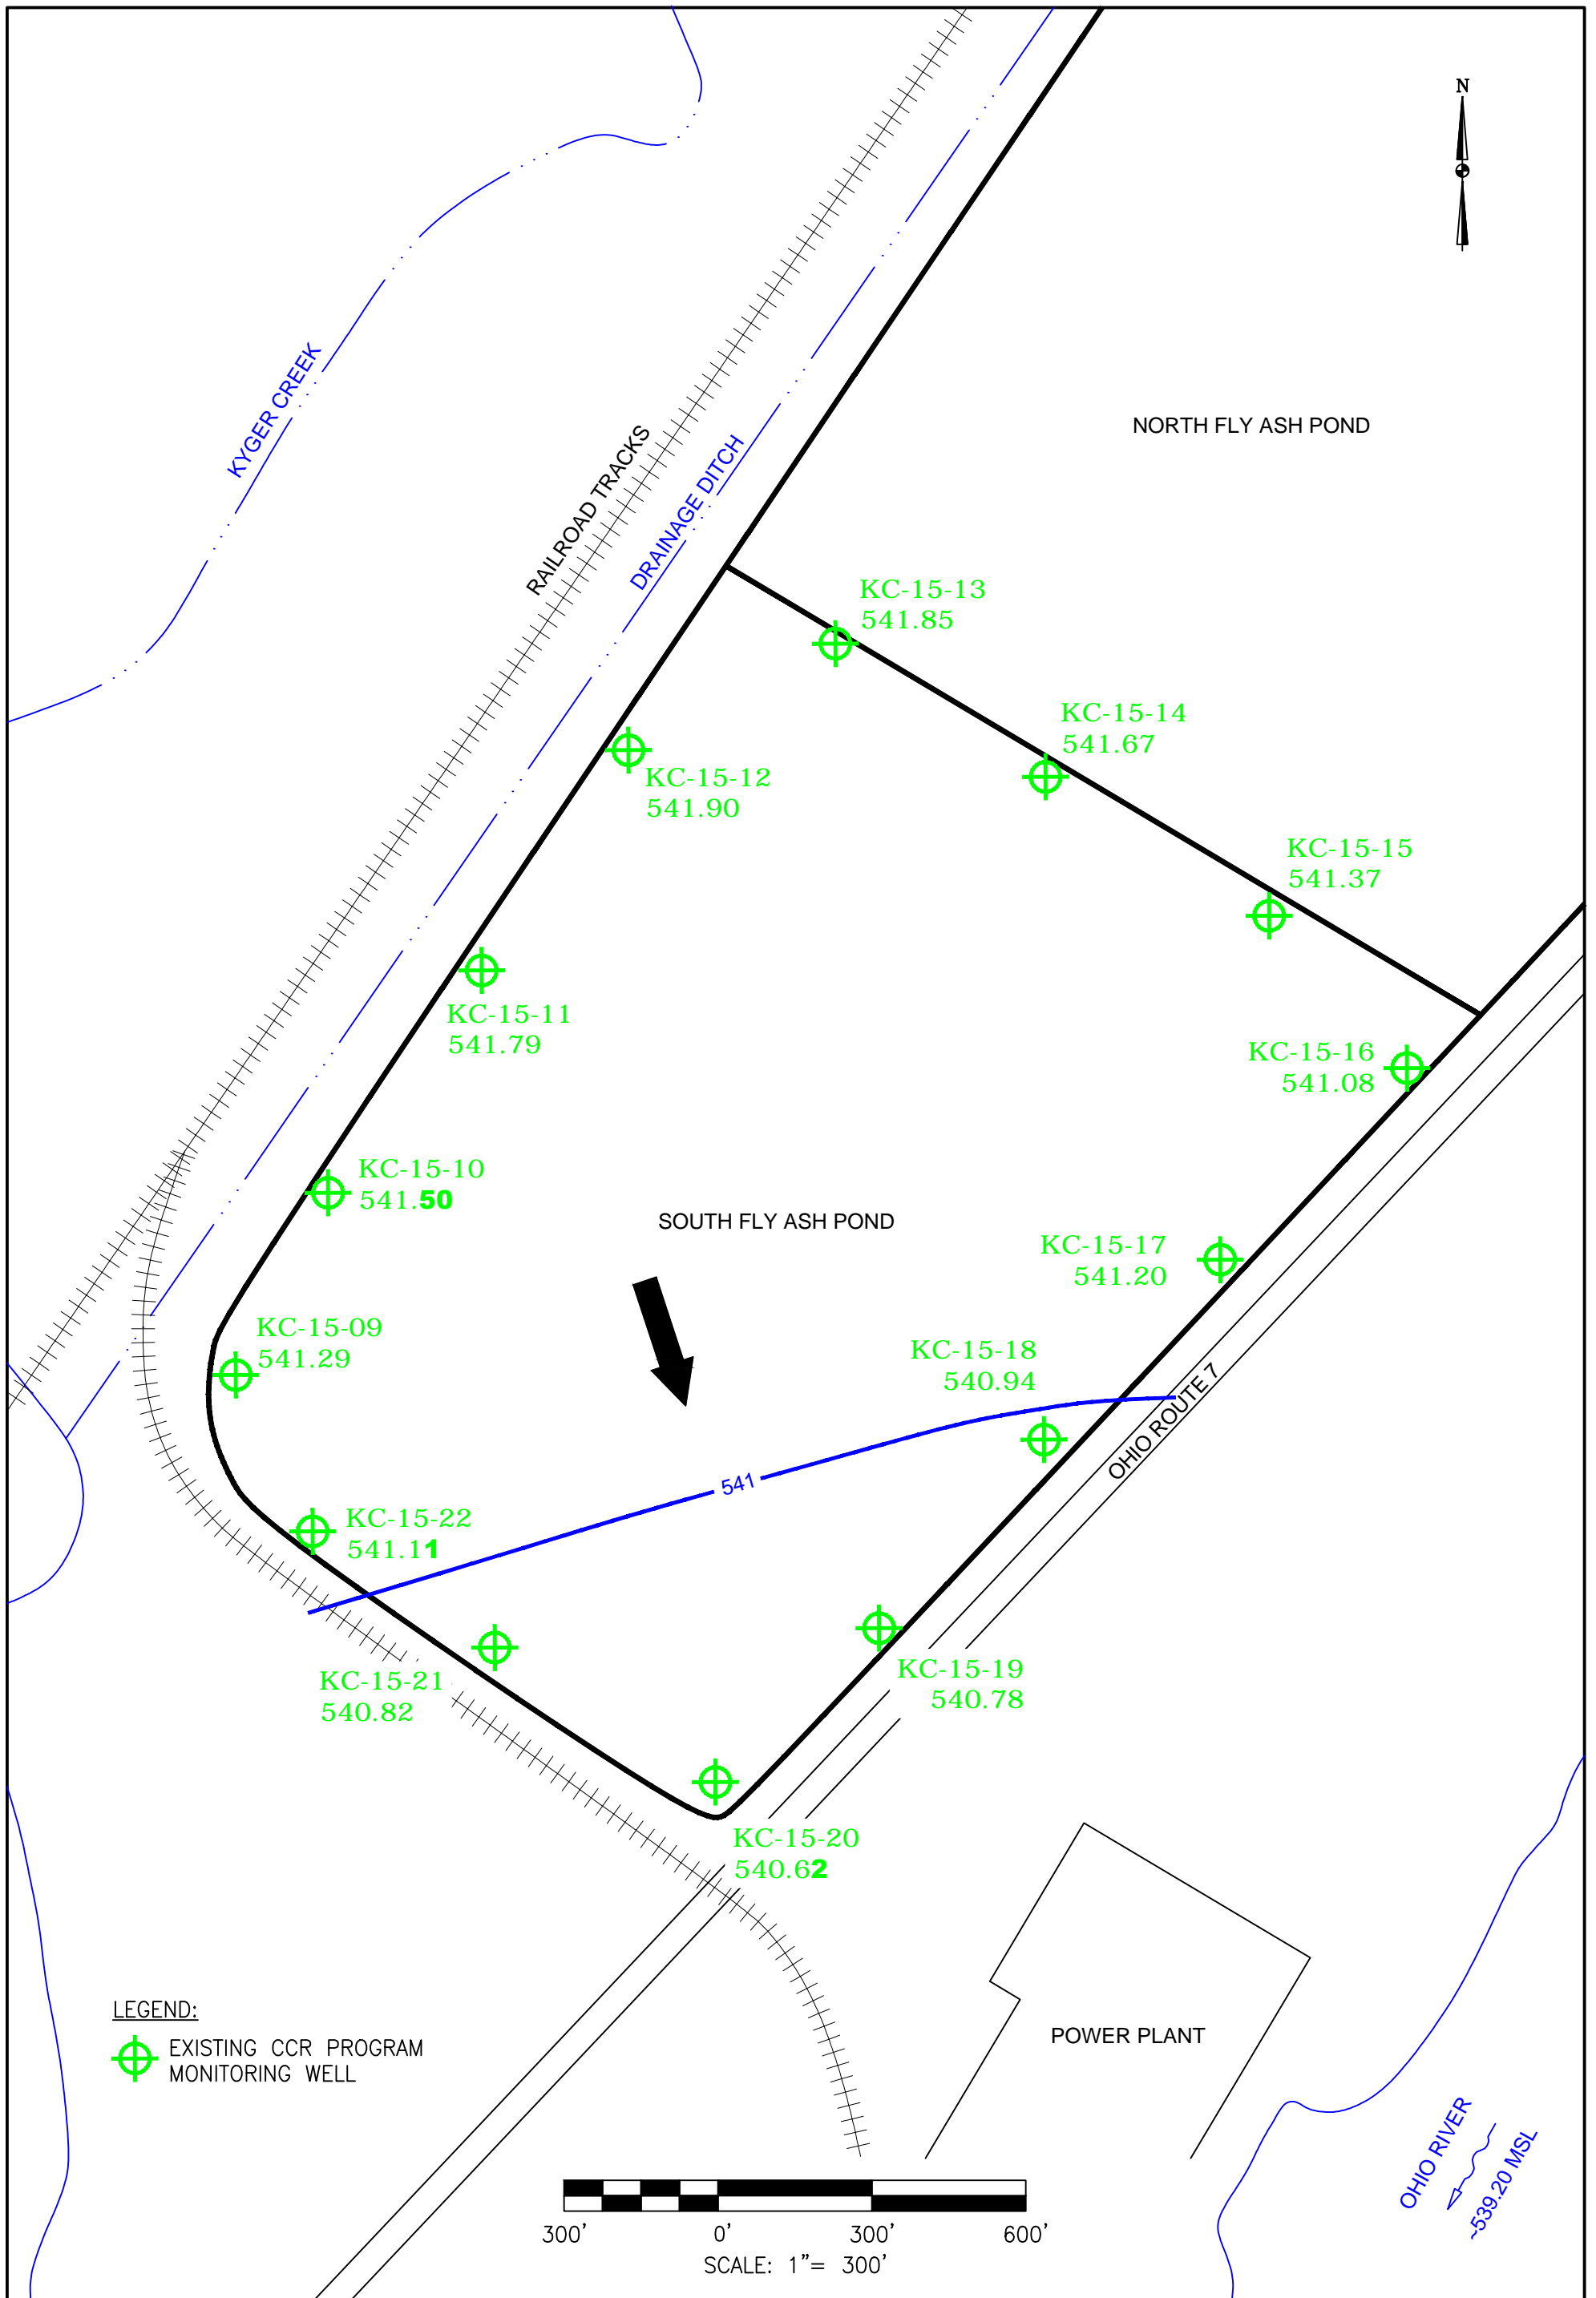 N
KYGER CREEK
RAILROAD TRACKS
DRAINAGE DITCH
NORTH FLY ASH POND
KC-15-13
541.85
KC-15-14
541.67
KC-15-12
541.90
KC-15-15
541.37
KC-15-11
541.79
KC-15-16
541.08
KC-15-10
541.50
SOUTH FLY ASH POND
KC-15-17
541.20
KC-15-09
541.29
KC-15-18
540.94
OHIO ROUTE 7
541
KC-15-22
541.11
KC-15-21
540.82
KC-15-19
540.78
KC-15-20
540.62
LEGEND:
EXISTING CCR PROGRAM
MONITORING WELL
POWER PLANT
OHIO RIVER
~539.20 MSL
300' 0' 300' 600'
SCALE: 1"= 300'